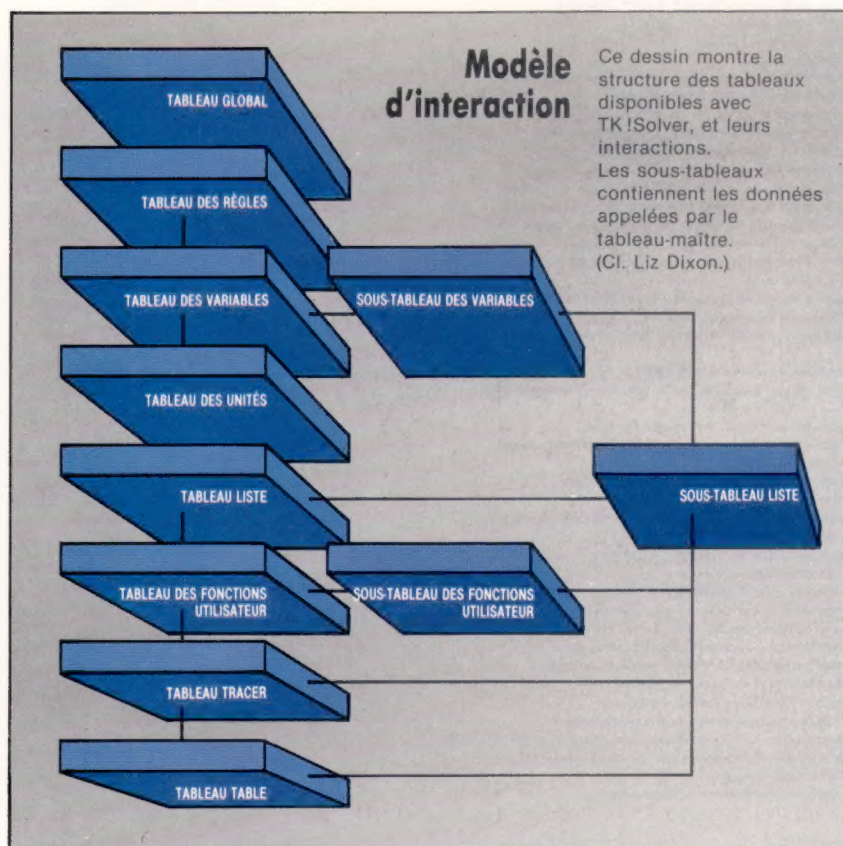 Modèle
d'interaction
Ce dessin montre la
structure des tableaux
disponibles avec
TK !Solver, et leurs
interactions.
Les sous-tableaux
contiennent les données
appelées par le
tableau-maître.
(Cl. Liz Dixon.)
TABLEAU GLOBAL
TABLEAU DES RÈGLES
TABLEAU DES VARIABLES
SOUS-TABLEAU DES VARIABLES
TABLEAU DES UNITÉS
TABLEAU LISTE
SOUS-TABLEAU LISTE
TABLEAU DES FONCTIONS
UTILISATEUR
SOUS-TABLEAU DES FONCTIONS
UTILISATEUR
TABLEAU TRACER
TABLEAU TABLE